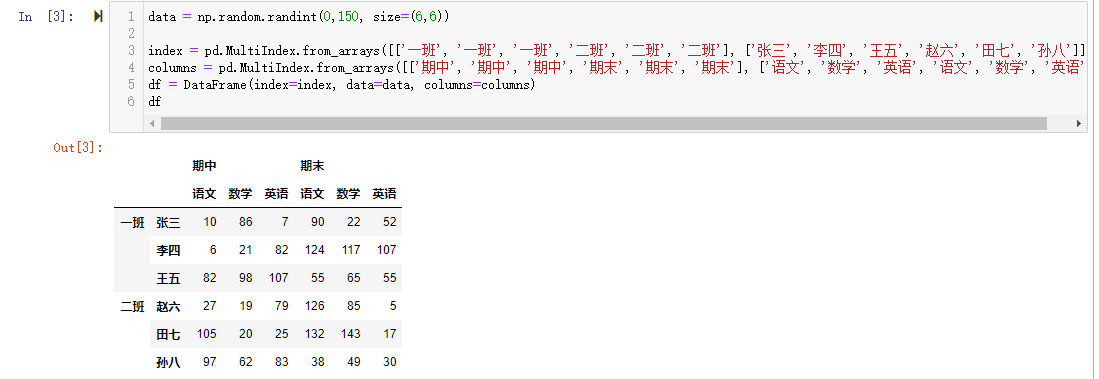 In [3]:
1 data = np.random.randint(0,150, size=(6,6))
2
3 index = pd.MultiIndex.from_arrays([['一班', '一班', '一班', '二班', '二班', '二班'], ['张三', '李四', '王五', '赵六', '田七', '孙八']]
4 columns = pd.MultiIndex.from_arrays([['期中', '期中', '期中', '期末', '期末', '期末'], ['语文', '数学', '英语', '语文', '数学', '英语'
5 df = DataFrame(index=index, data=data, columns=columns)
6 df
Out[3]:
期中 期末
语文 数学 英语 语文 数学 英语
一班 张三 10 86 7 90 22 52
李四 6 21 82 124 117 107
王五 82 98 107 55 65 55
二班 赵六 27 19 79 126 85 5
田七 105 20 25 132 143 17
孙八 97 62 83 38 49 30